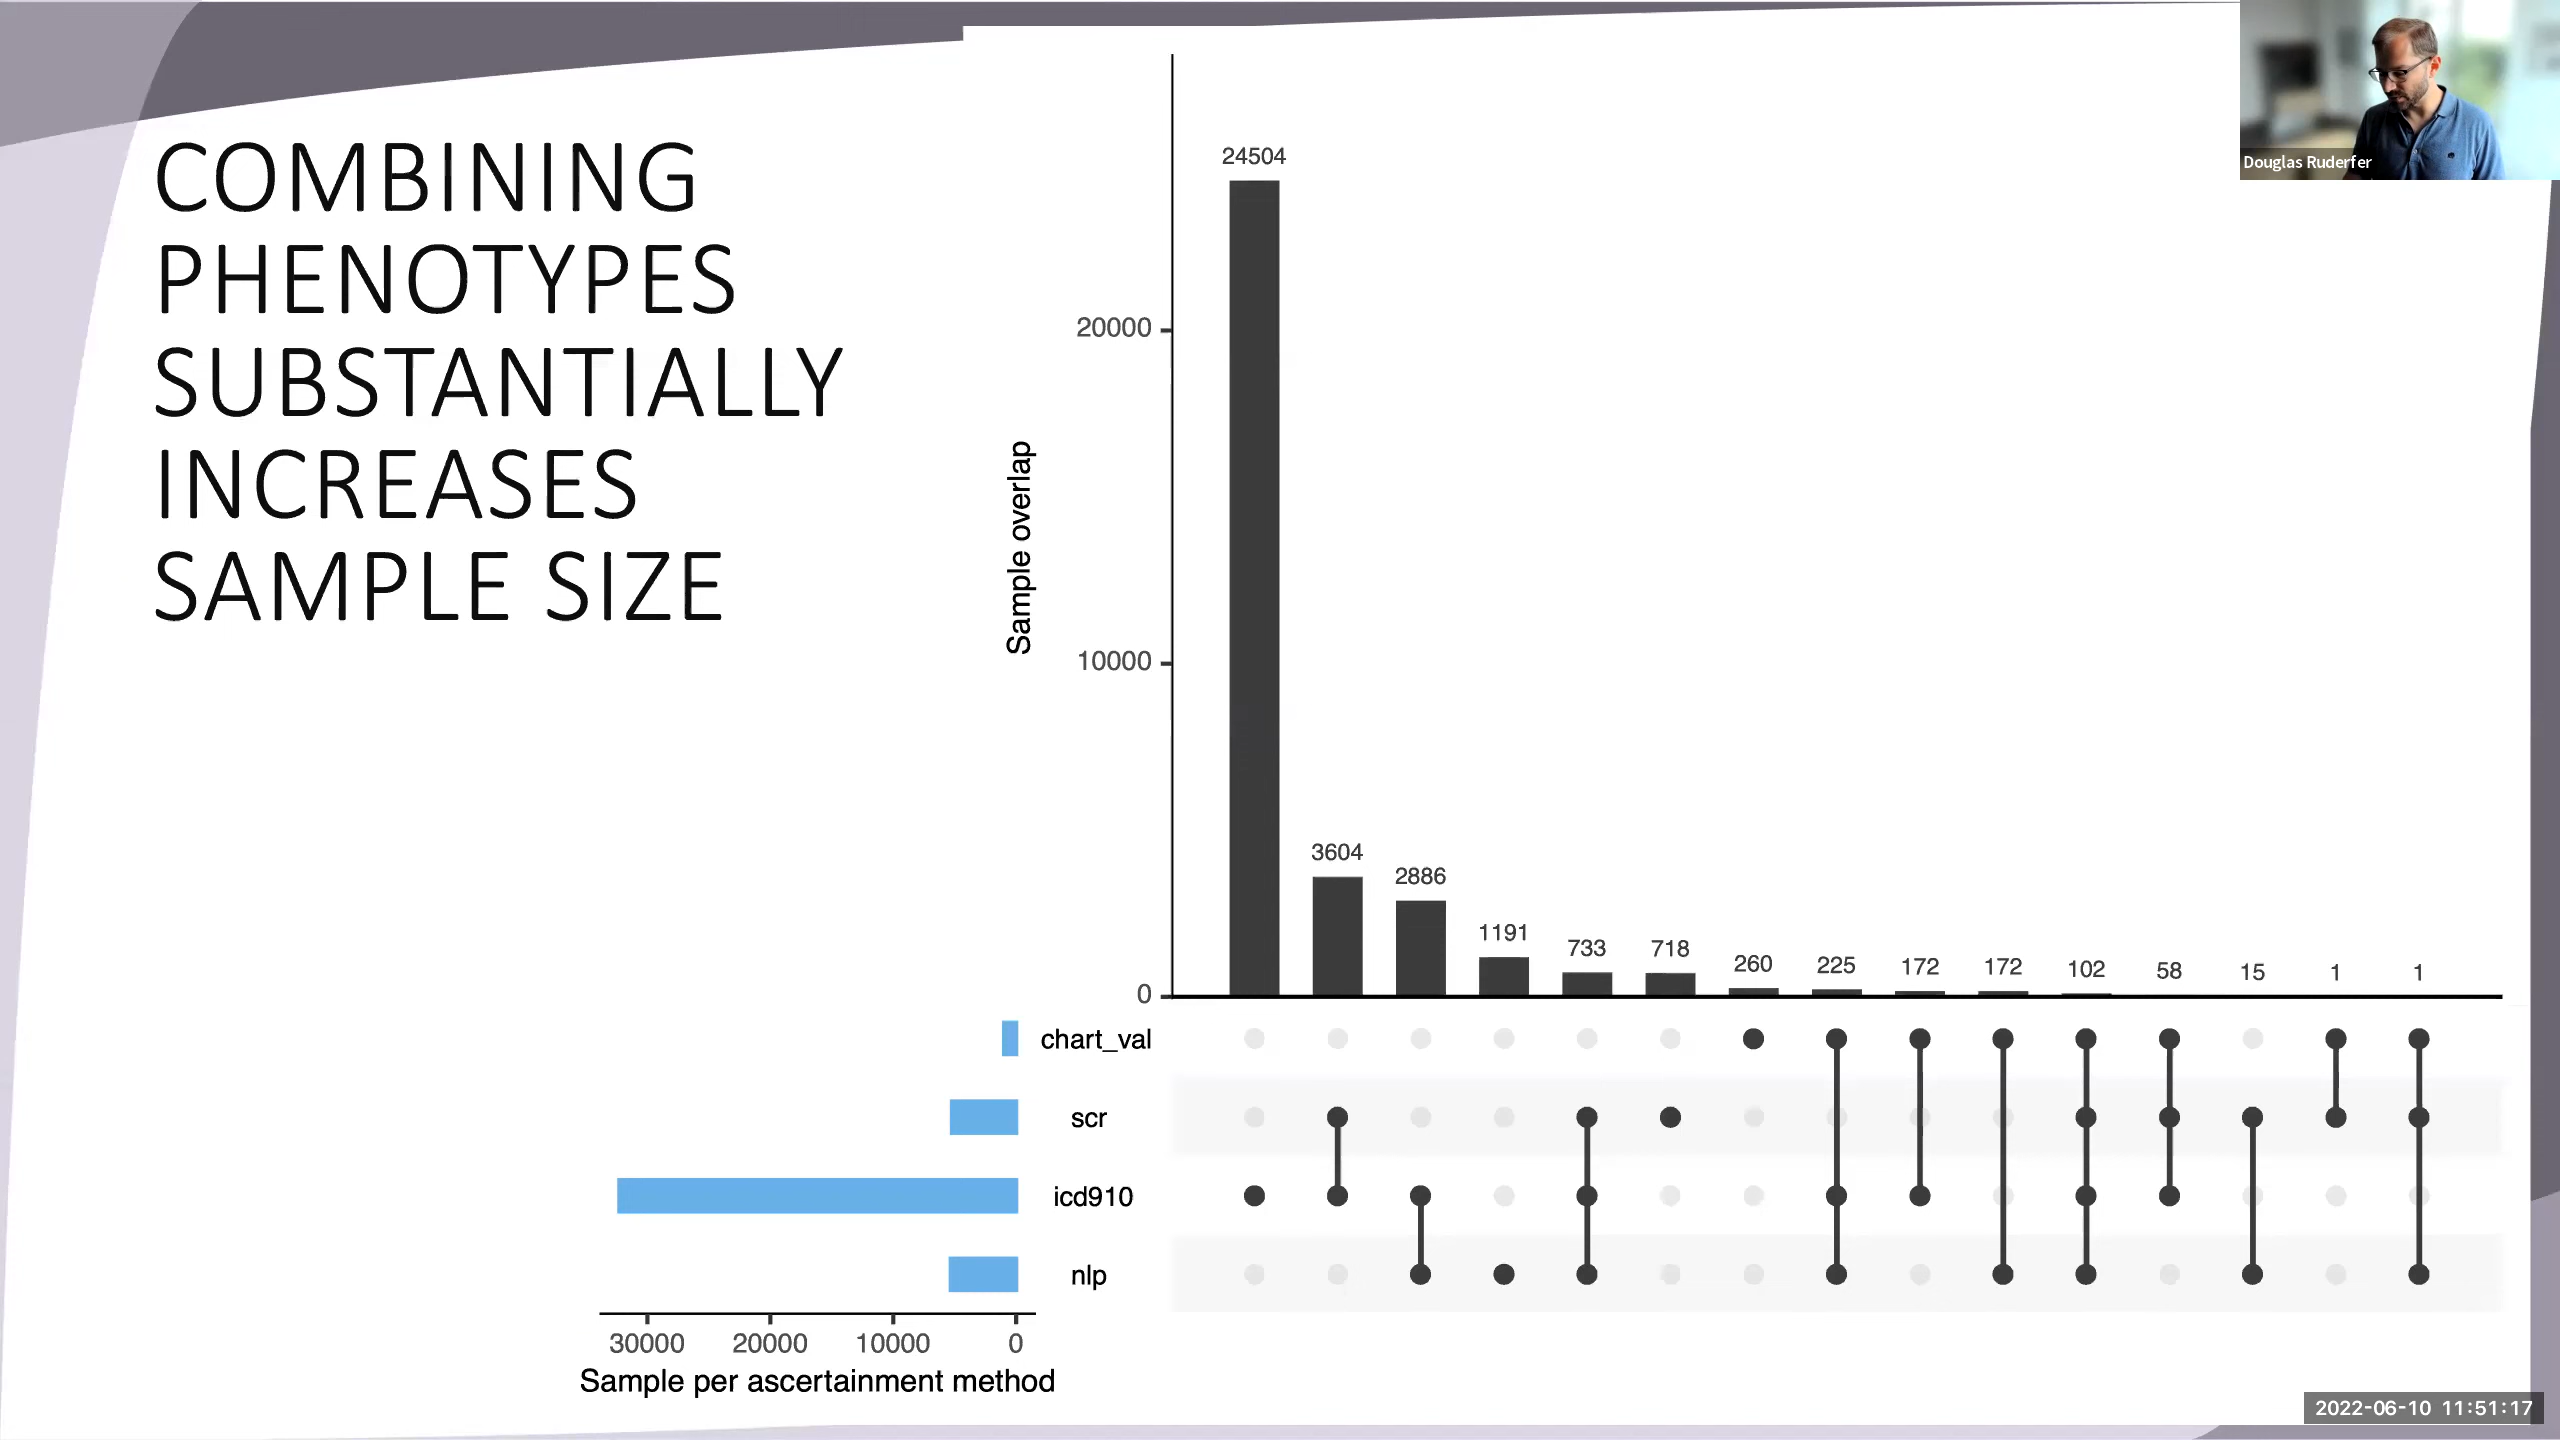 COMBINING
PHENOTYPES
SUBSTANTIALLY
INCREASES
SAMPLE SIZE
Douglas Ruderfer
Sample overlap
20000
10000
0
24504
3604
2886
1191
733
718
260
225
172
172
102
58
15
1
1
chart_val
scr
icd910
nlp
30000 20000 10000 0
Sample per ascertainment method
2022-06-10 11:51:17